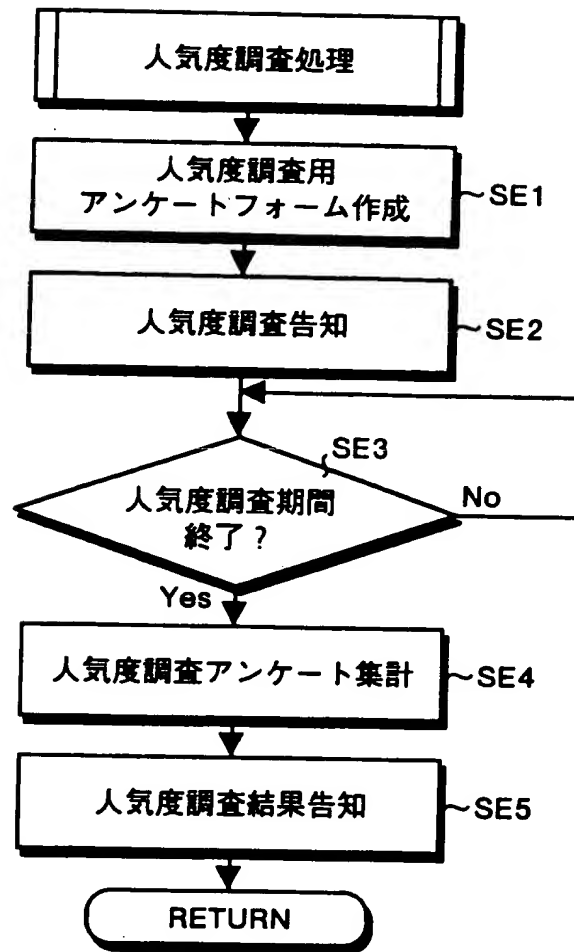 人気度調査処理
人気度調査用
アンケートフォーム作成
SE1
人気度調査告知
SE2
SE3
人気度調査期間
終了?
No
Yes
人気度調査アンケート集計
SE4
人気度調査結果告知
SE5
RETURN